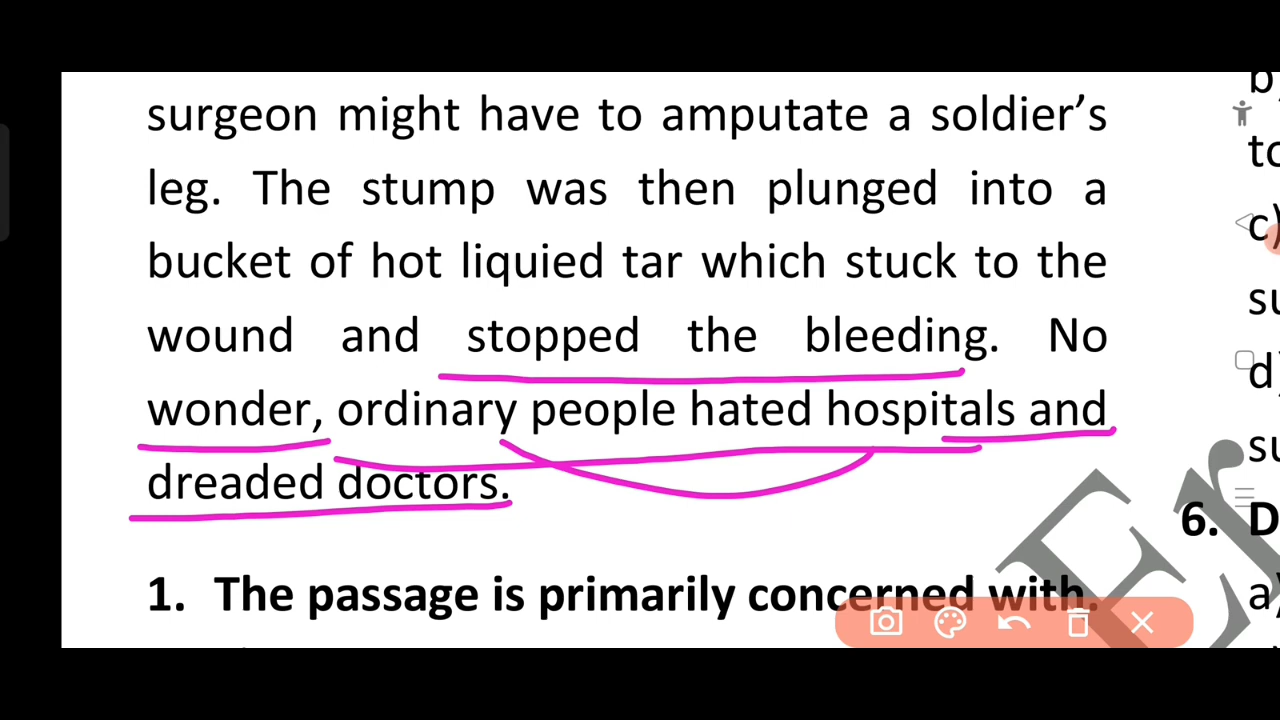 surgeon might have to amputate a soldier’s
leg. The stump was then plunged into a
bucket of hot liquied tar which stuck to the
wound and stopped the bleeding. No
wonder, ordinary people hated hospitals and
dreaded doctors.
1. The passage is primarily concerned with.
c)
d)
6. D
a)
Er